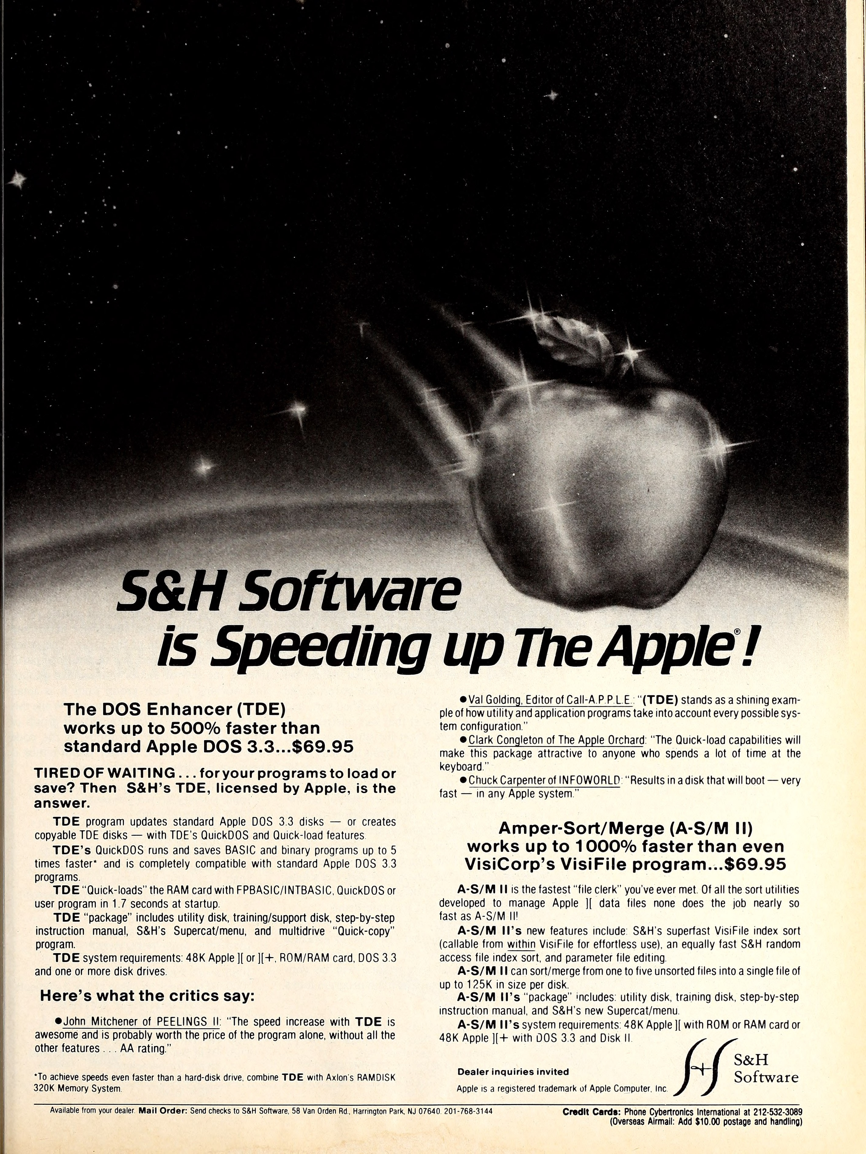 S&H Software
is Speeding up The Apple®!
The DOS Enhancer (TDE)
works up to 500% faster than
standard Apple DOS 3.3...$69.95
TIRED OF WAITING . . . for your programs to load or
save? Then S&H's TDE, licensed by Apple, is the
answer.
TDE program updates standard Apple DOS 3.3 disks — or creates
copyable TDE disks — with TDE's QuickDOS and Quick-load features.
TDE'S QuickDOS runs and saves BASIC and binary programs up to 5
times faster* and is completely compatible with standard Apple DOS 3.3
programs.
TDE "Quick-loads" the RAM card with FPBASIC/INTBASIC, QuickDOS or
user program in 1.7 seconds at startup.
TDE "package" includes utility disk, training/support disk, step-by-step
instruction manual, S&H's Supercat/menu, and multidrive "Quick-copy"
program.
TDE system requirements: 48K Apple ][ or ][+, ROM/RAM card, DOS 3.3
and one or more disk drives.
Here's what the critics say:
●John Mitchener of PEELINGS II: "The speed increase with TDE is
awesome and is probably worth the price of the program alone, without all the
other features . . . AA rating."
*To achieve speeds even faster than a hard-disk drive, combine TDE with Axlon's RAMDISK
320K Memory System.
●Val Golding, Editor of Call-A.P.P.L.E.: "(TDE) stands as a shining exam-
ple of how utility and application programs take into account every possible sys-
tem configuration."
●Clark Congleton of The Apple Orchard: "The Quick-load capabilities will
make this package attractive to anyone who spends a lot of time at the
keyboard."
●Chuck Carpenter of INFOWORLD: "Results in a disk that will boot — very
fast — in any Apple system."
Amper-Sort/Merge (A-S/M II)
works up to 1000% faster than even
VisiCorp's VisiFile program...$69.95
A-S/M II is the fastest "file clerk" you've ever met. Of all the sort utilities
developed to manage Apple ][ data files none does the job nearly so
fast as A-S/M II!
A-S/M II's new features include: S&H's superfast VisiFile index sort
(callable from within VisiFile for effortless use), an equally fast S&H random
access file index sort, and parameter file editing.
A-S/M II can sort/merge from one to five unsorted files into a single file of
up to 125K in size per disk.
A-S/M II's "package" includes: utility disk, training disk, step-by-step
instruction manual, and S&H's new Supercat/menu.
A-S/M II's system requirements: 48K Apple ][ with ROM or RAM card or
48K Apple ][+ with DOS 3.3 and Disk II.
Dealer inquiries invited
Apple is a registered trademark of Apple Computer, Inc.
S&H
Software
Available from your dealer. Mail Order: Send checks to S&H Software, 58 Van Orden Rd., Harrington Park, NJ 07640. 201-768-3144
Credit Cards: Phone Cybertronics International at 212-532-3089
(Overseas Airmail: Add $10.00 postage and handling)